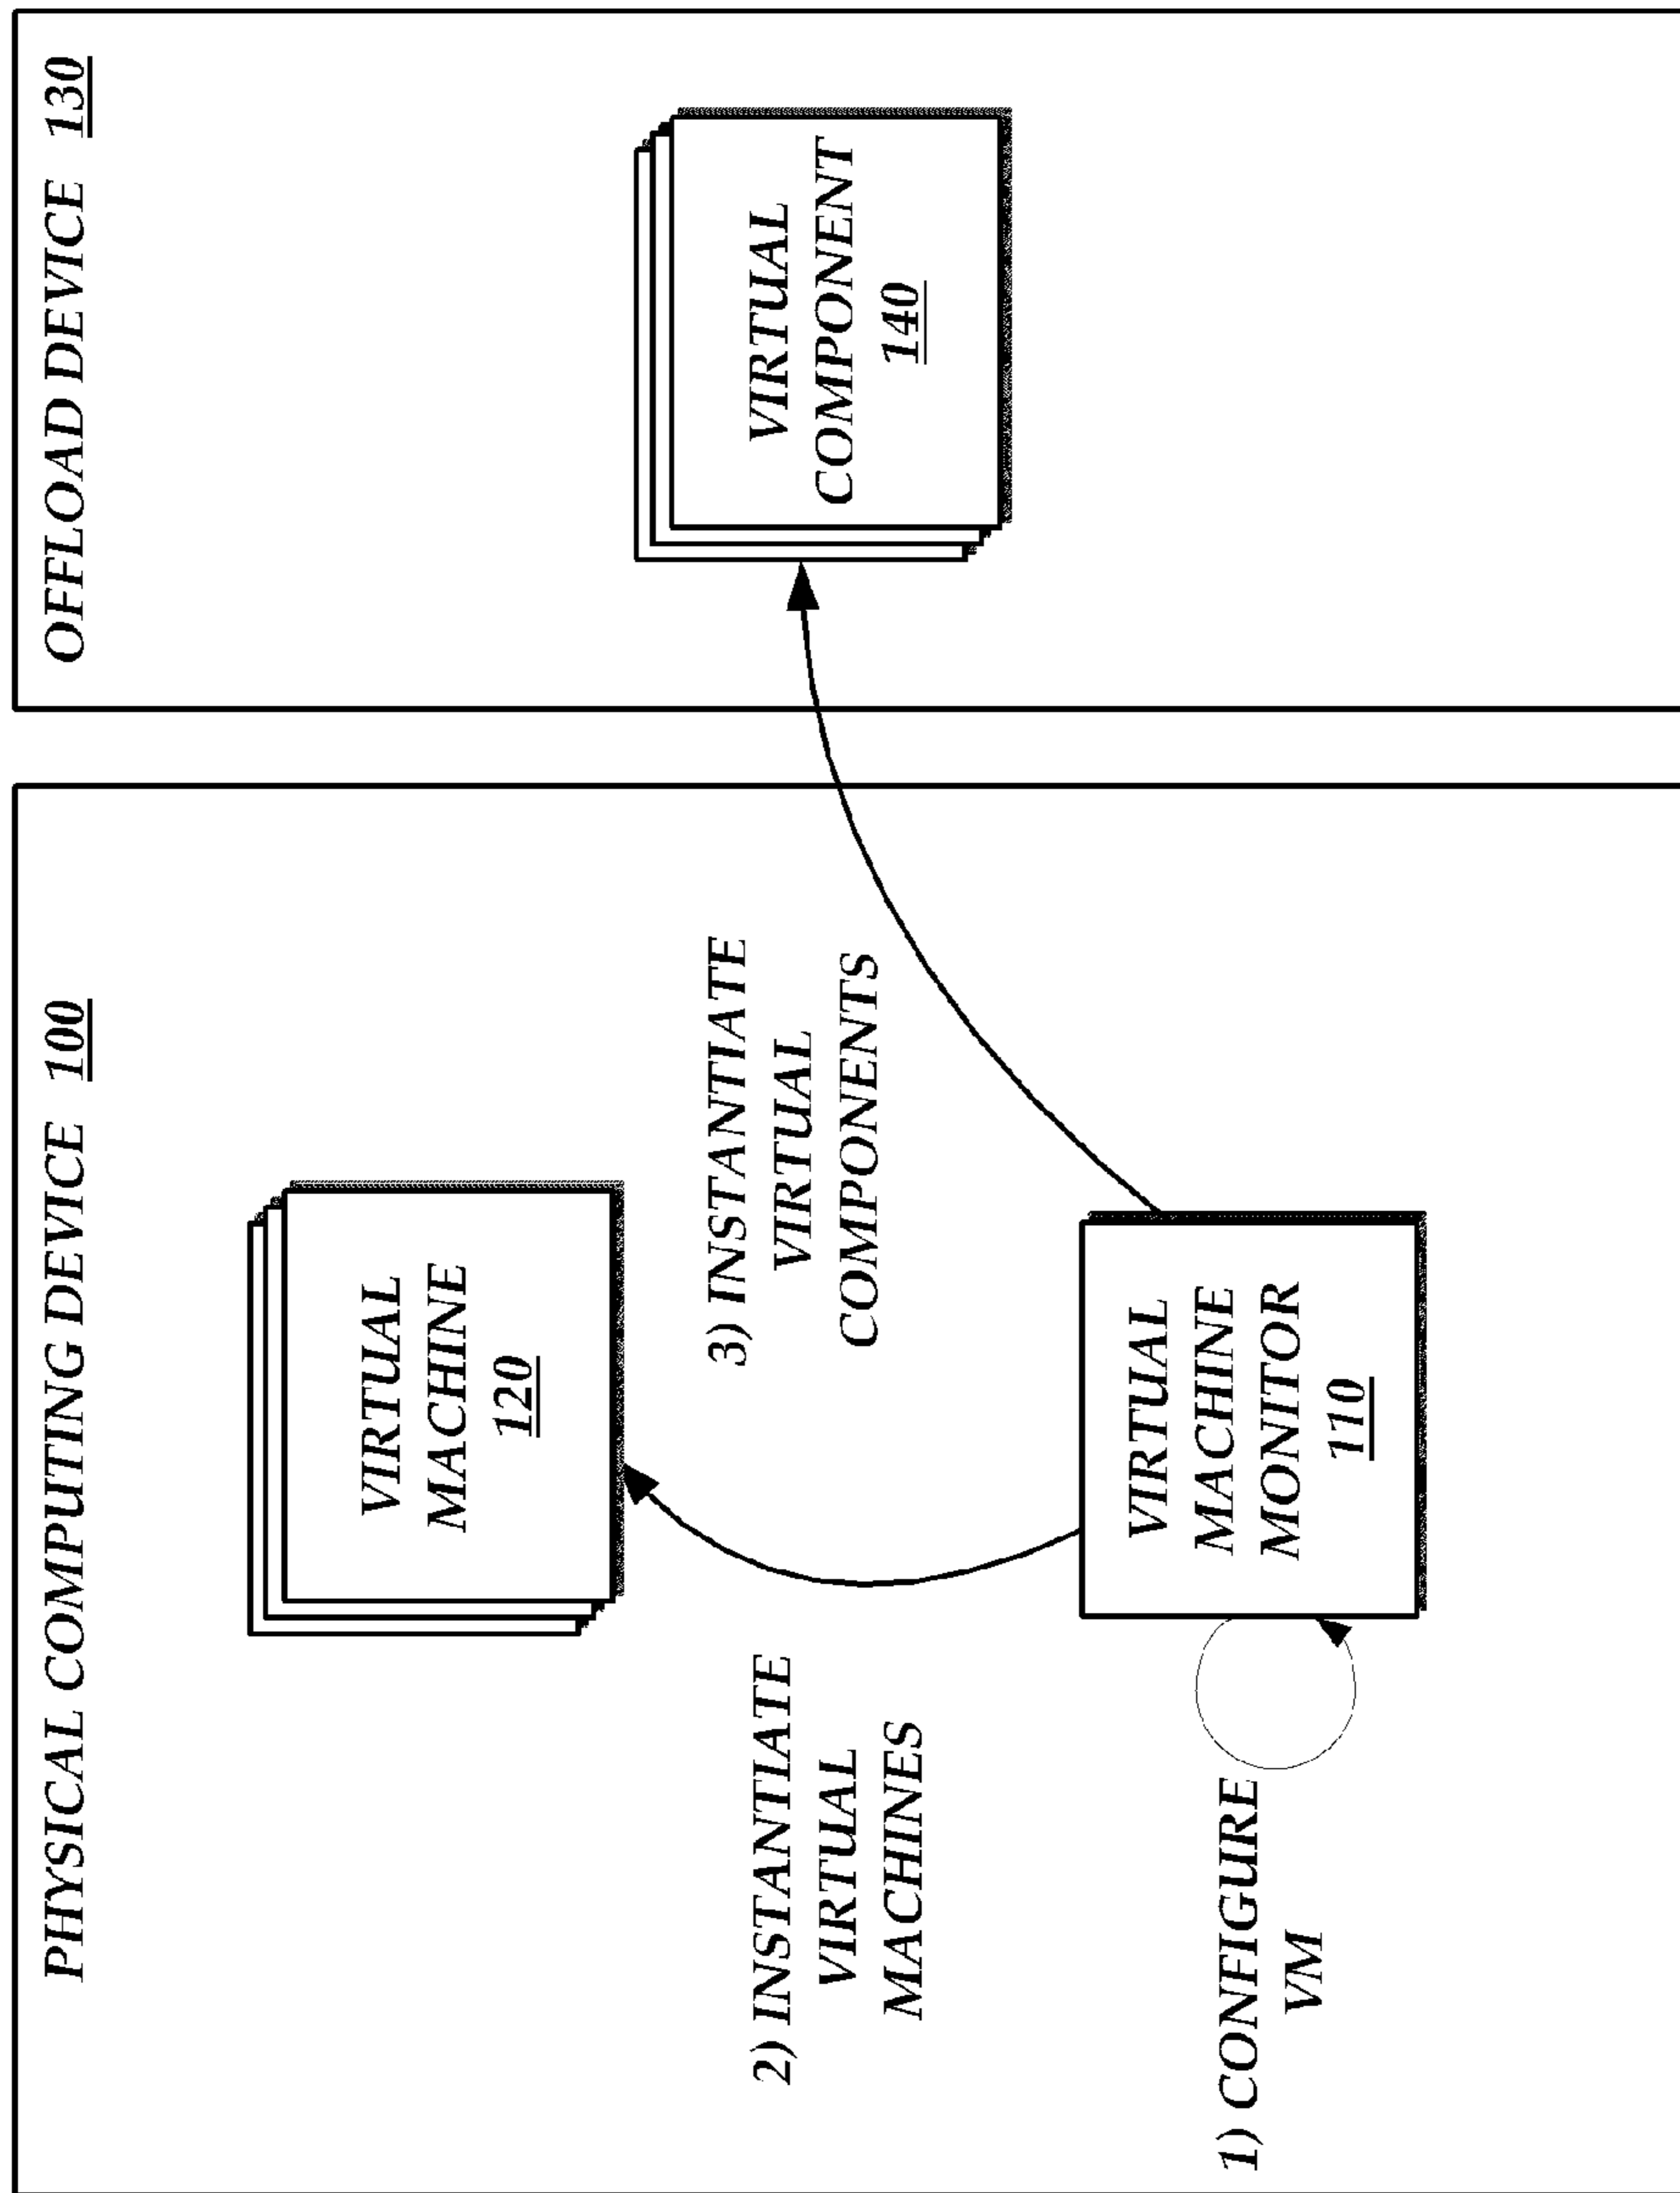 PHYSICAL COMPUTING DEVICE 100
VIRTUAL
MACHINE
120
2) INSTANTIATE
VIRTUAL
MACHINES
3) INSTANTIATE
VIRTUAL
COMPONENTS
1) CONFIGURE
VM
VIRTUAL
MACHINE
MONITOR
110
OFFLOAD DEVICE 130
VIRTUAL
COMPONENT
140